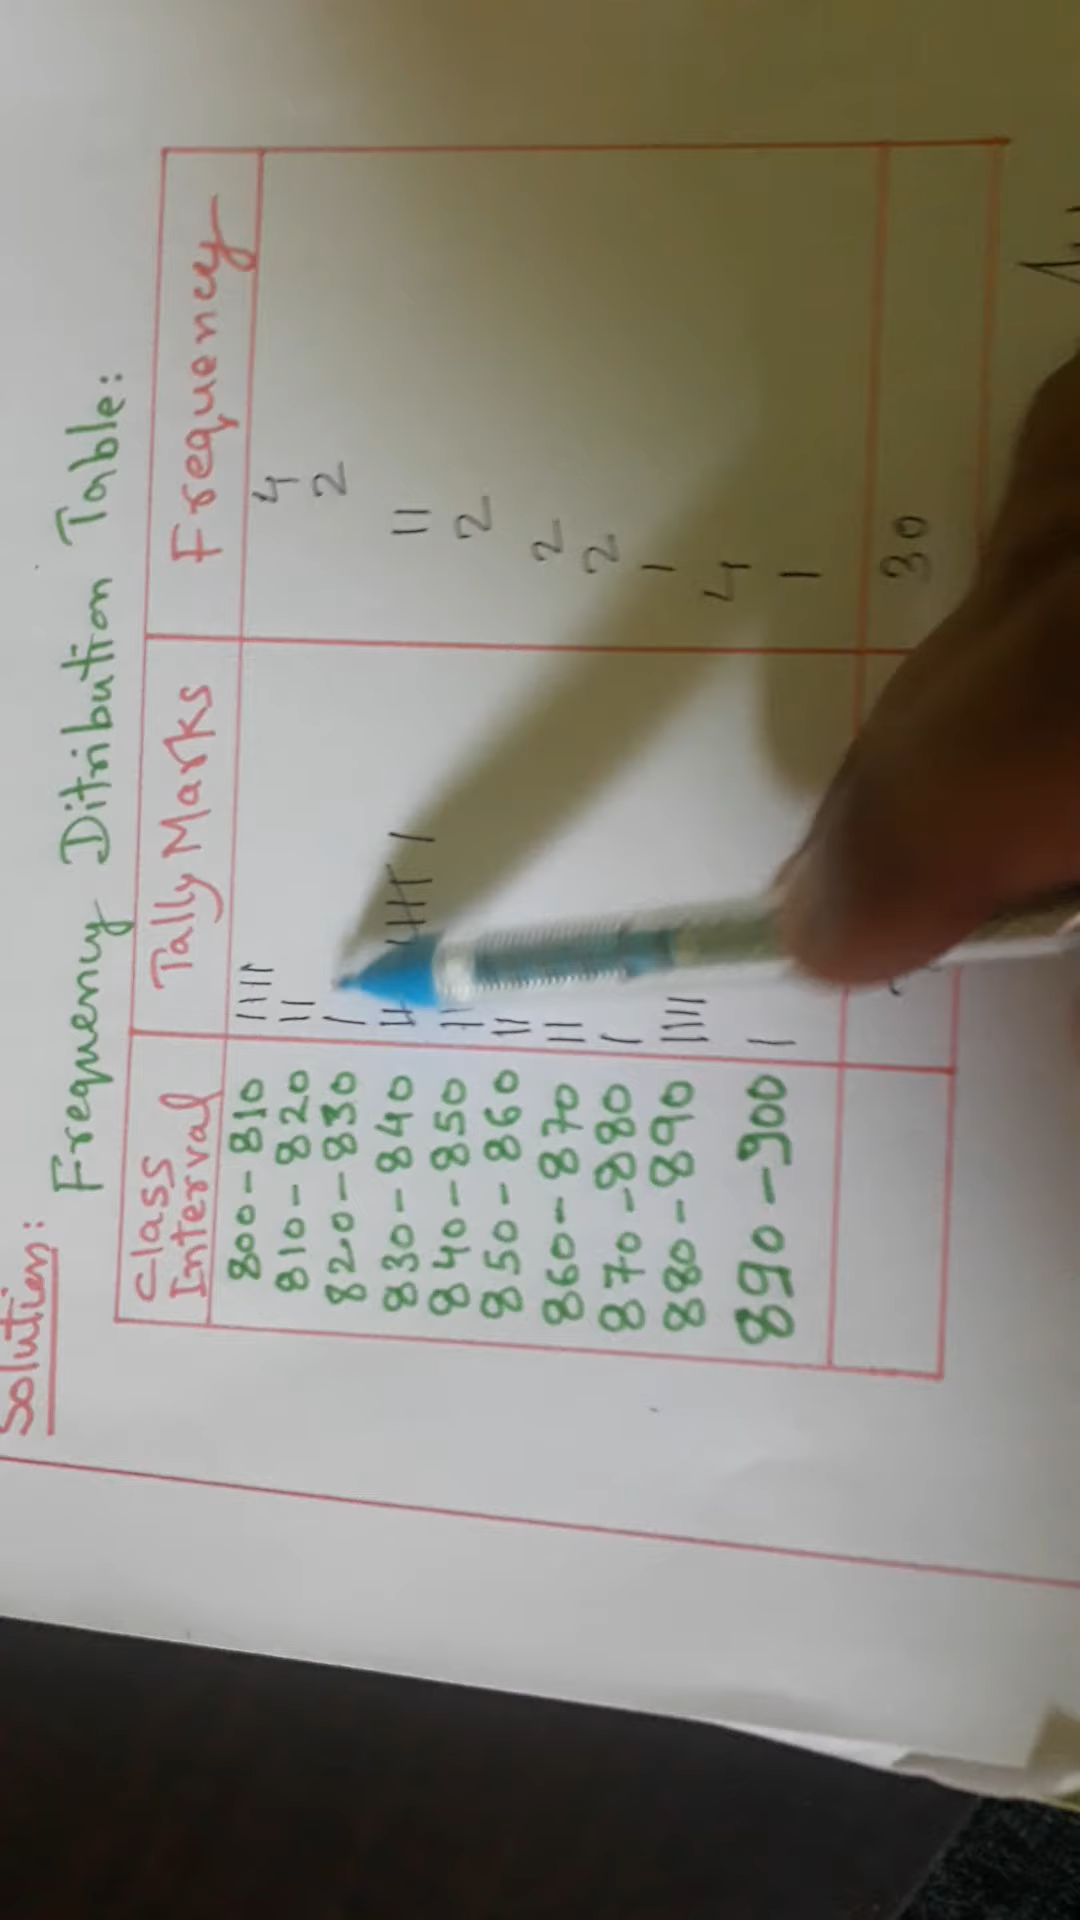 Solution:
Frequency Ditribution Table:
Class Interval Tally Marks Frequency
800-810 |||| 4
810-820 || 2
820-830 |
830-840 11
840-850 || 2
850-860 || 2
860-870 || 2
870-880 | 1
880-890 |||| 4
890-900 | 1
30